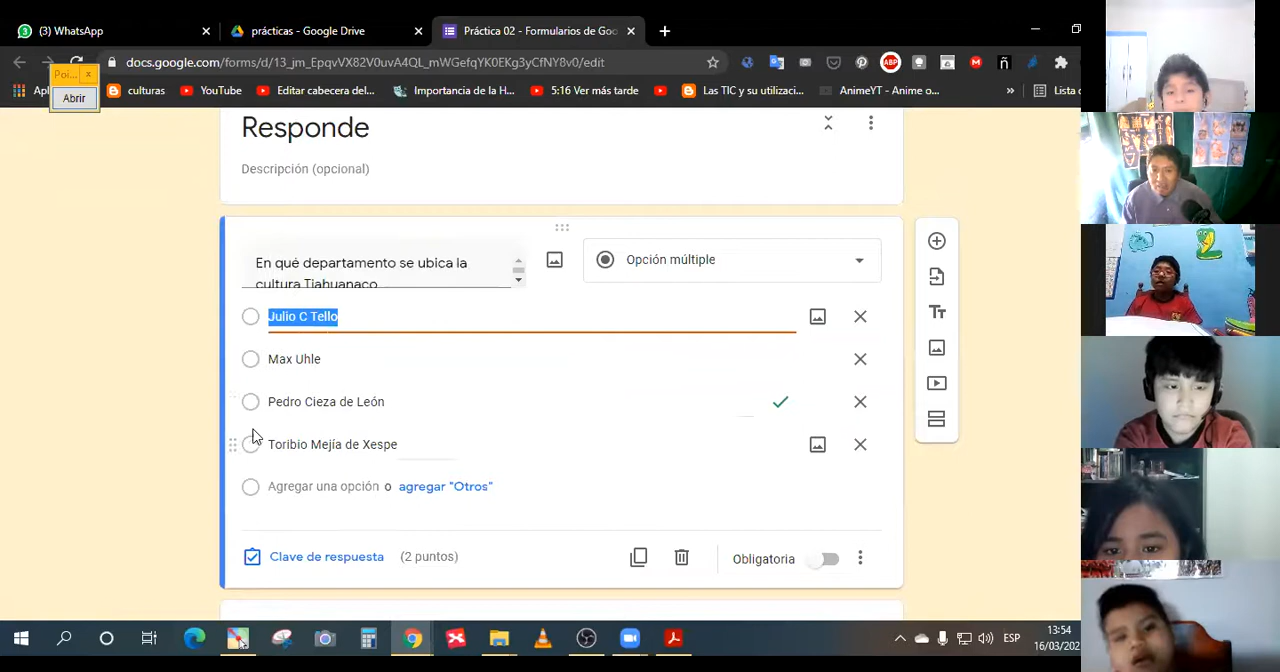 (3) WhatsApp
prácticas - Google Drive
Práctica 02 - Formularios de Goo
docs.google.com/forms/d/13_jm_EpqvVX82V0uvA4QL_mWGefqYK0EKg3yCfNY8v0/edit
Poi...
Abrir
culturas
YouTube
Editar cabecera del...
Importancia de la H...
5:16 Ver más tarde
Las TIC y su utilizaci...
AnimeYT - Anime o...
Lista
Responde
Descripción (opcional)
En qué departamento se ubica la
cultura Tiahuanaco
Opción múltiple
Julio C Tello
Max Uhle
Pedro Cieza de León
Toribio Mejía de Xespe
Agregar una opción o agregar "Otros"
Clave de respuesta (2 puntos)
Obligatoria
ESP
13:54
16/03/202